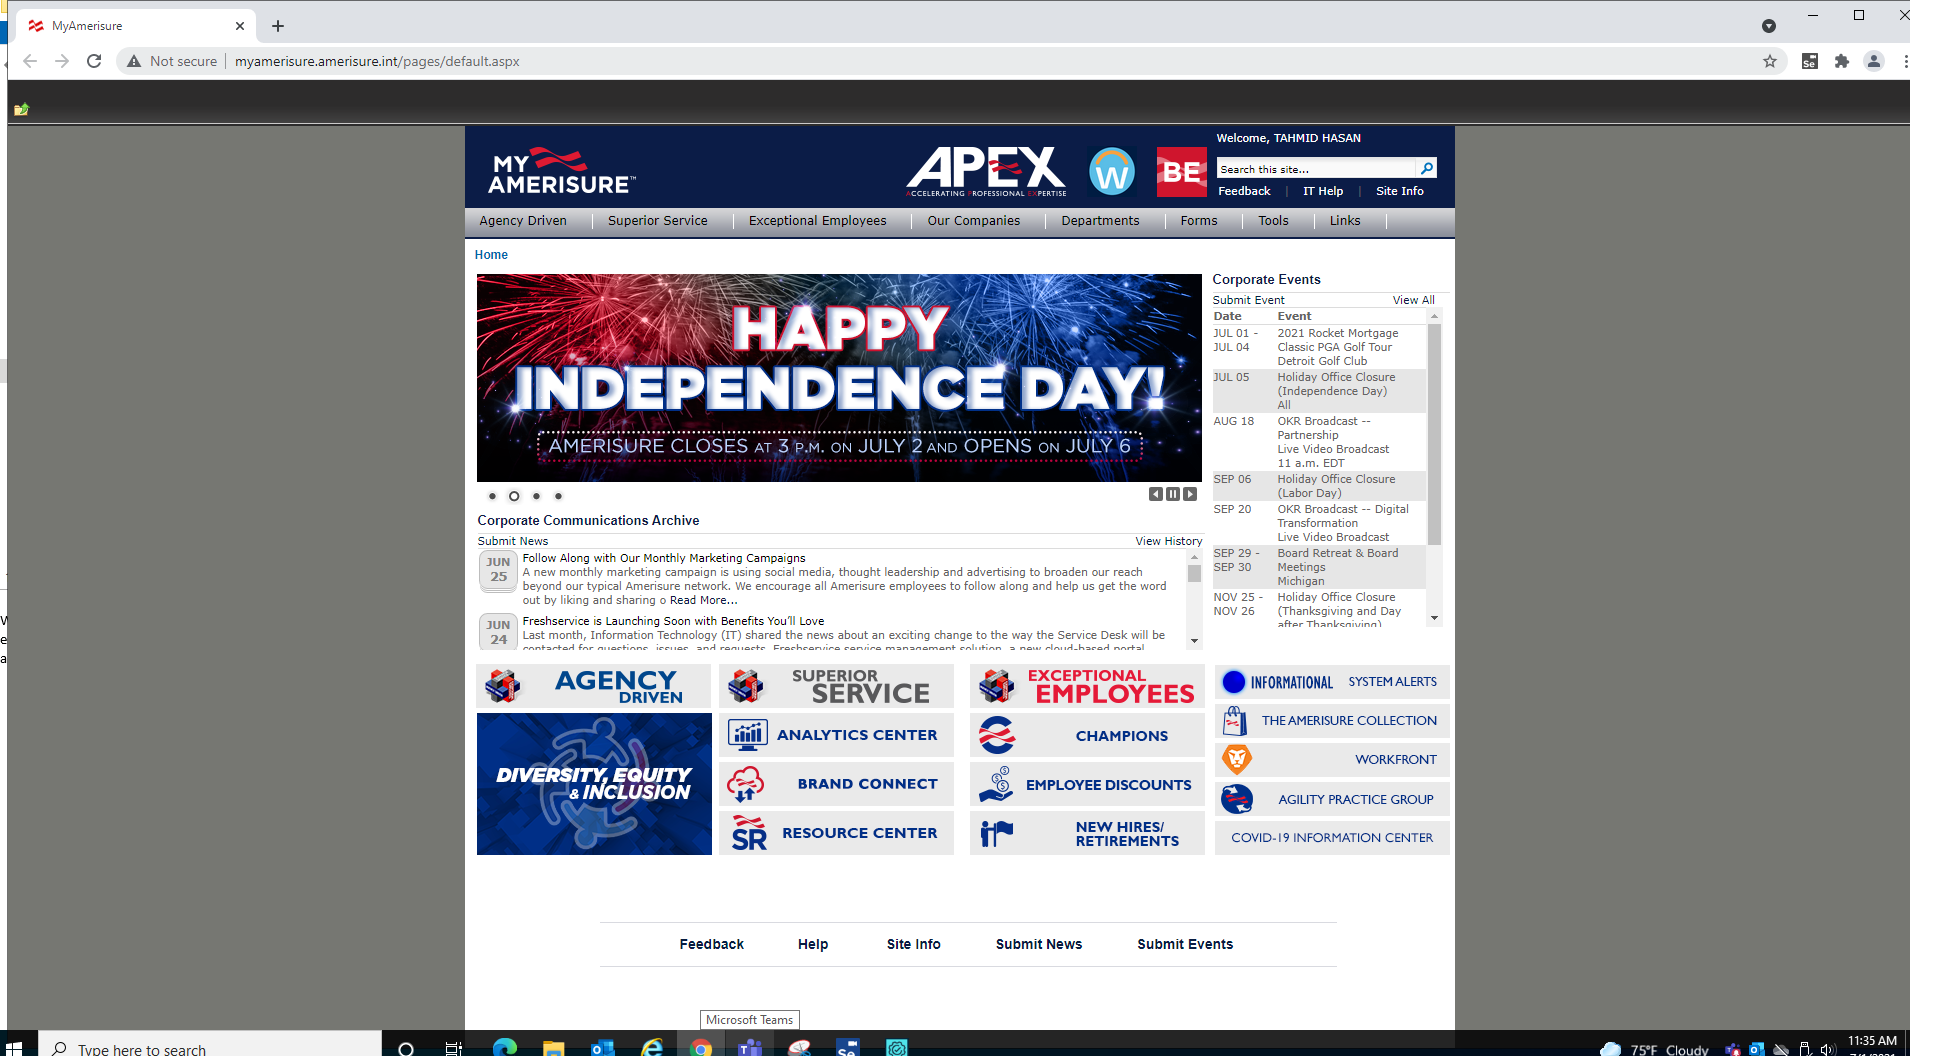 MyAmerisure
Not secure
myamerisure.amerisure.int/pages/default.aspx
Se
MY
AMERISURE™
APEX
ACCELERATING PROFESSIONAL EXPERTISE
W
BE
Welcome, TAHMID HASAN
Search this site...
Feedback | IT Help | Site Info
Agency Driven
Superior Service
Exceptional Employees
Our Companies
Departments
Forms
Tools
Links
Home
HAPPY
INDEPENDENCE DAY!
AMERISURE CLOSES AT 3 P.M. ON JULY 2 AND OPENS ON JULY 6
Corporate Communications Archive
Submit News
View History
JUN
25
Follow Along with Our Monthly Marketing Campaigns
A new monthly marketing campaign is using social media, thought leadership and advertising to broaden our reach
beyond our typical Amerisure network. We encourage all Amerisure employees to follow along and help us get the word
out by liking and sharing o Read More...
JUN
24
Freshservice is Launching Soon with Benefits You'll Love
Last month, Information Technology (IT) shared the news about an exciting change to the way the Service Desk will be
contacted for questions, issues, and requests. Freshservice service management solution, a new cloud-based portal
Corporate Events
Submit Event
View All
Date Event
JUL 01 - 2021 Rocket Mortgage
JUL 04 Classic PGA Golf Tour
Detroit Golf Club
JUL 05 Holiday Office Closure
(Independence Day)
All
AUG 18 OKR Broadcast --
Partnership
Live Video Broadcast
11 a.m. EDT
SEP 06 Holiday Office Closure
(Labor Day)
SEP 20 OKR Broadcast -- Digital
Transformation
Live Video Broadcast
SEP 29 - Board Retreat & Board
SEP 30 Meetings
Michigan
NOV 25 - Holiday Office Closure
NOV 26 (Thanksgiving and Day
after Thanksgiving)
AGENCY
DRIVEN
SUPERIOR
SERVICE
EXCEPTIONAL
EMPLOYEES
INFORMATIONAL SYSTEM ALERTS
DIVERSITY, EQUITY
& INCLUSION
ANALYTICS CENTER
BRAND CONNECT
SR RESOURCE CENTER
CHAMPIONS
EMPLOYEE DISCOUNTS
NEW HIRES/
RETIREMENTS
THE AMERISURE COLLECTION
WORKFRONT
AGILITY PRACTICE GROUP
COVID-19 INFORMATION CENTER
Feedback
Help
Site Info
Submit News
Submit Events
Microsoft Teams
Type here to search
Se
75°F Cloudy
11:35 AM